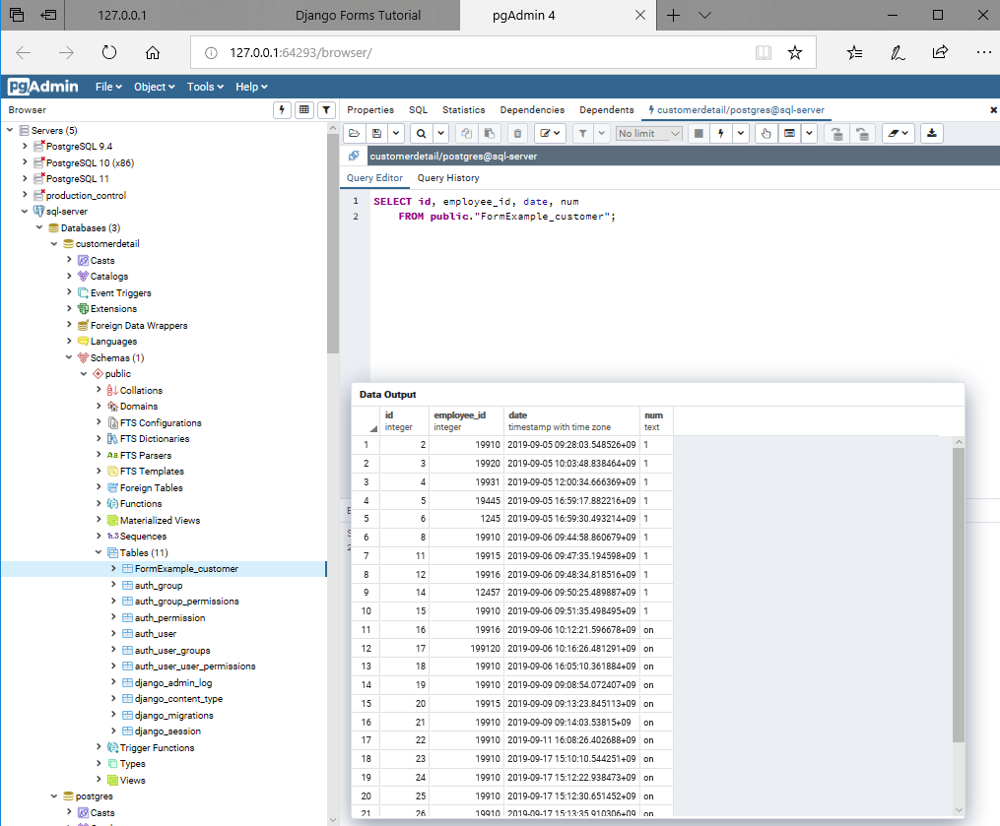 127.0.0.1 Django Forms Tutorial pgAdmin 4
127.0.0.1:64293/browser/
pgAdmin File Object Tools Help
Browser
Properties SQL Statistics Dependencies Dependents customerdetail/postgres@sql-server
No limit
customerdetail/postgres@sql-server
Query Editor Query History
1 SELECT id, employee_id, date, num
2 FROM public."FormExample_customer";
Servers (5)
PostgreSQL 9.4
PostgreSQL 10 (x86)
PostgreSQL 11
production_control
sql-server
Databases (3)
customerdetail
Casts
Catalogs
Event Triggers
Extensions
Foreign Data Wrappers
Languages
Schemas (1)
public
Collations
Domains
FTS Configurations
FTS Dictionaries
Aa FTS Parsers
FTS Templates
Foreign Tables
Functions
Materialized Views
1..3 Sequences
Tables (11)
FormExample_customer
auth_group
auth_group_permissions
auth_permission
auth_user
auth_user_groups
auth_user_user_permissions
django_admin_log
django_content_type
django_migrations
django_session
Trigger Functions
Types
Views
postgres
Casts
Data Output
id employee_id date num
integer integer timestamp with time zone text
1 2 19910 2019-09-05 09:28:03.548526+09 1
2 3 19920 2019-09-05 10:03:48.838464+09 1
3 4 19931 2019-09-05 12:00:34.666369+09 1
4 5 19445 2019-09-05 16:59:17.882216+09 1
5 6 1245 2019-09-05 16:59:30.493214+09 1
6 8 19910 2019-09-06 09:44:58.860679+09 1
7 11 19915 2019-09-06 09:47:35.194598+09 1
8 12 19916 2019-09-06 09:48:34.818516+09 1
9 14 12457 2019-09-06 09:50:25.489887+09 1
10 15 19910 2019-09-06 09:51:35.498495+09 1
11 16 19916 2019-09-06 10:12:21.596678+09 on
12 17 199120 2019-09-06 10:16:26.481291+09 on
13 18 19910 2019-09-06 16:05:10.361884+09 on
14 19 19910 2019-09-09 09:08:54.072407+09 on
15 20 19915 2019-09-09 09:13:23.845113+09 on
16 21 19910 2019-09-09 09:14:03.53815+09 on
17 22 19910 2019-09-11 16:08:26.402688+09 on
18 23 19910 2019-09-17 15:10:10.544251+09 on
19 24 19910 2019-09-17 15:12:22.938473+09 on
20 25 19910 2019-09-17 15:12:30.651452+09 on
21 26 19910 2019-09-17 15:13:35.910306+09 on